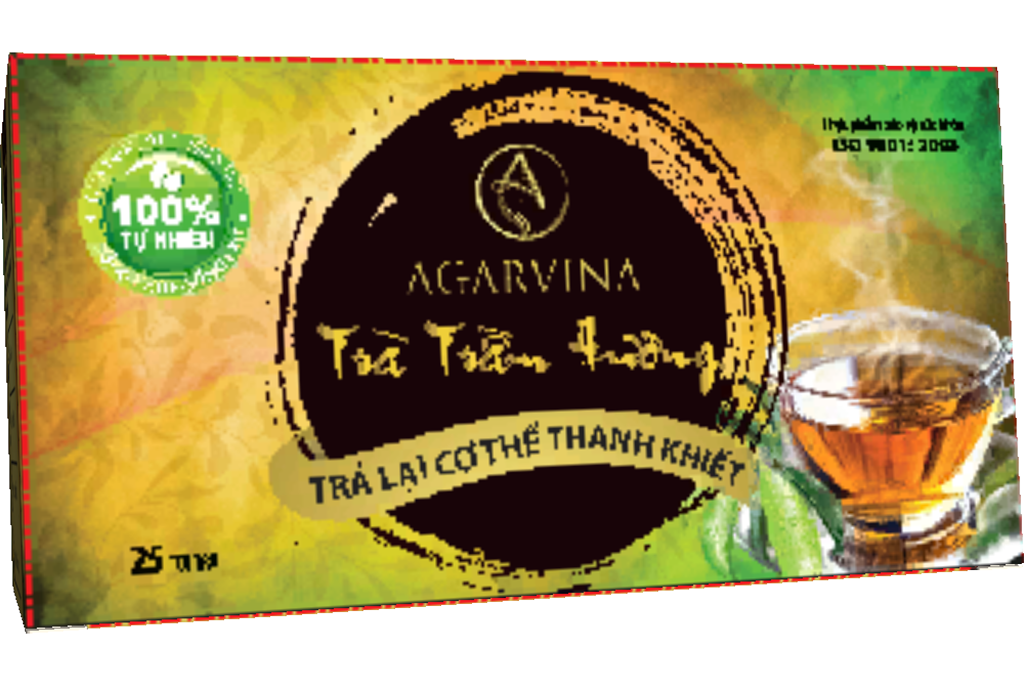 100%
TỰ NHIÊN
AGARVINA
Trà Trầm Hương
TRẢ LẠI CƠ THỂ THANH KHIẾT
25